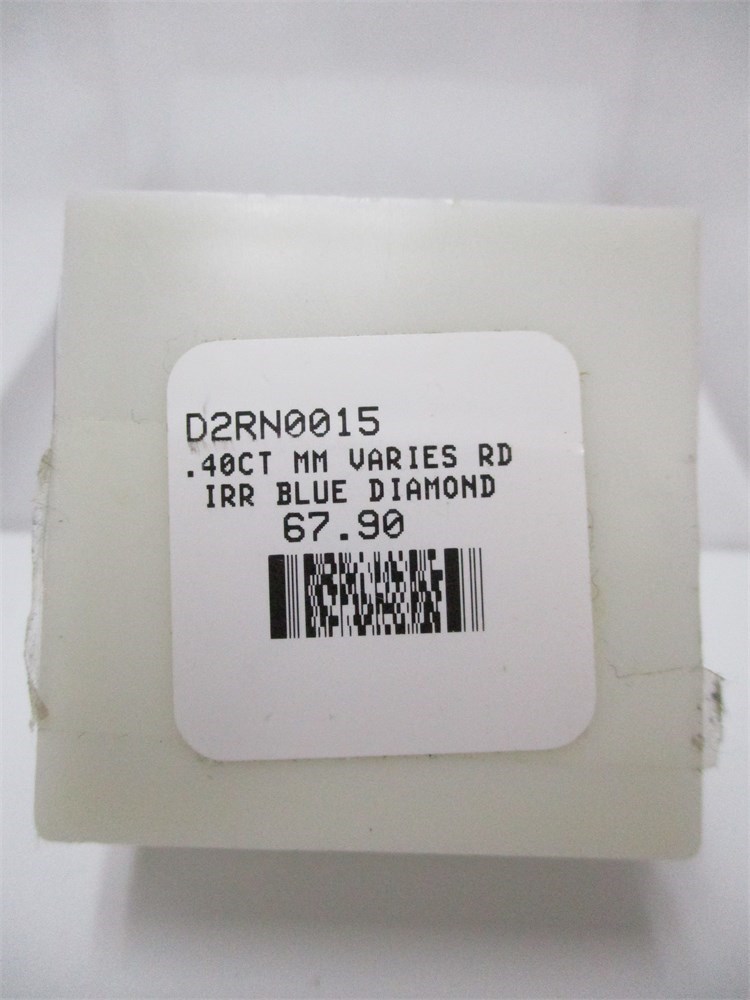 D2RN0015
.40CT MM VARIES RD
IRR BLUE DIAMOND
67.90